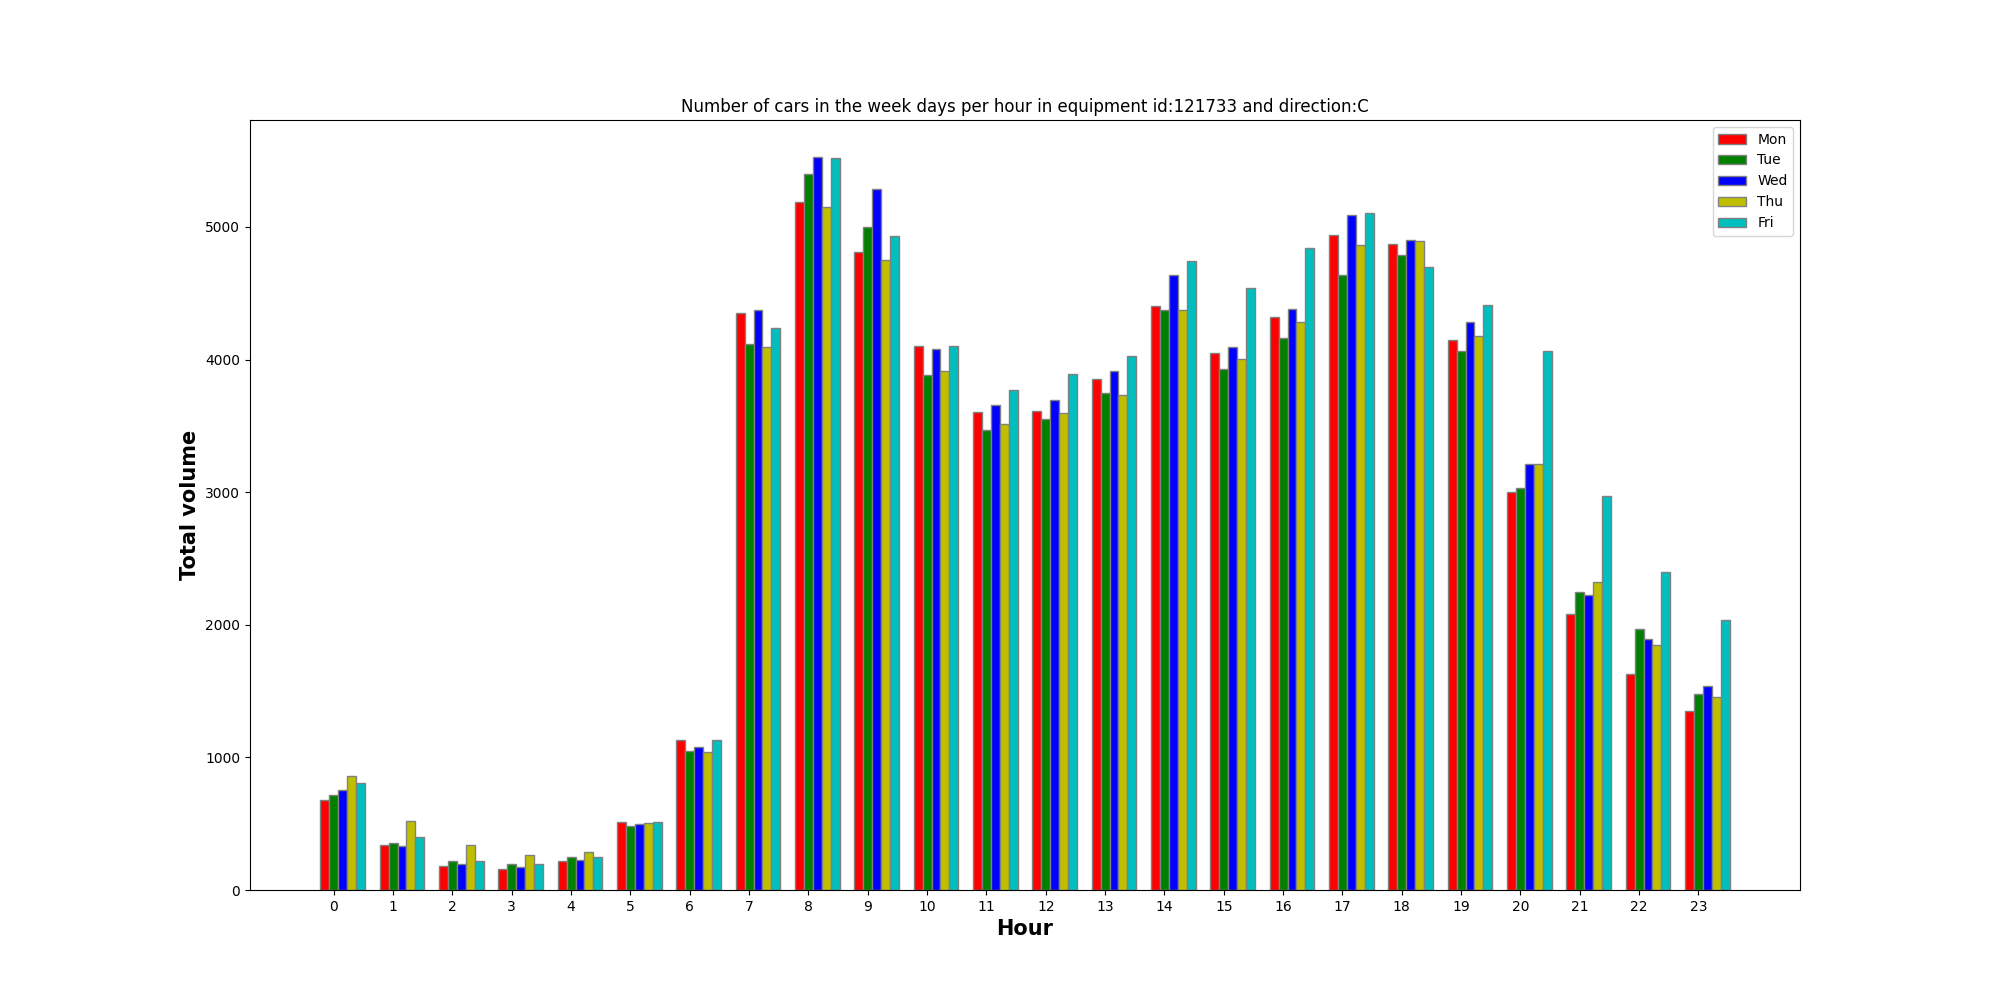 Number of cars in the week days per hour in equipment id:121733 and direction:C
Mon
Tue
Wed
Thu
Fri
Total volume
5000
4000
3000
2000
1000
0
0 1 2 3 4 5 6 7 8 9 10 11 12 13 14 15 16 17 18 19 20 21 22 23
Hour